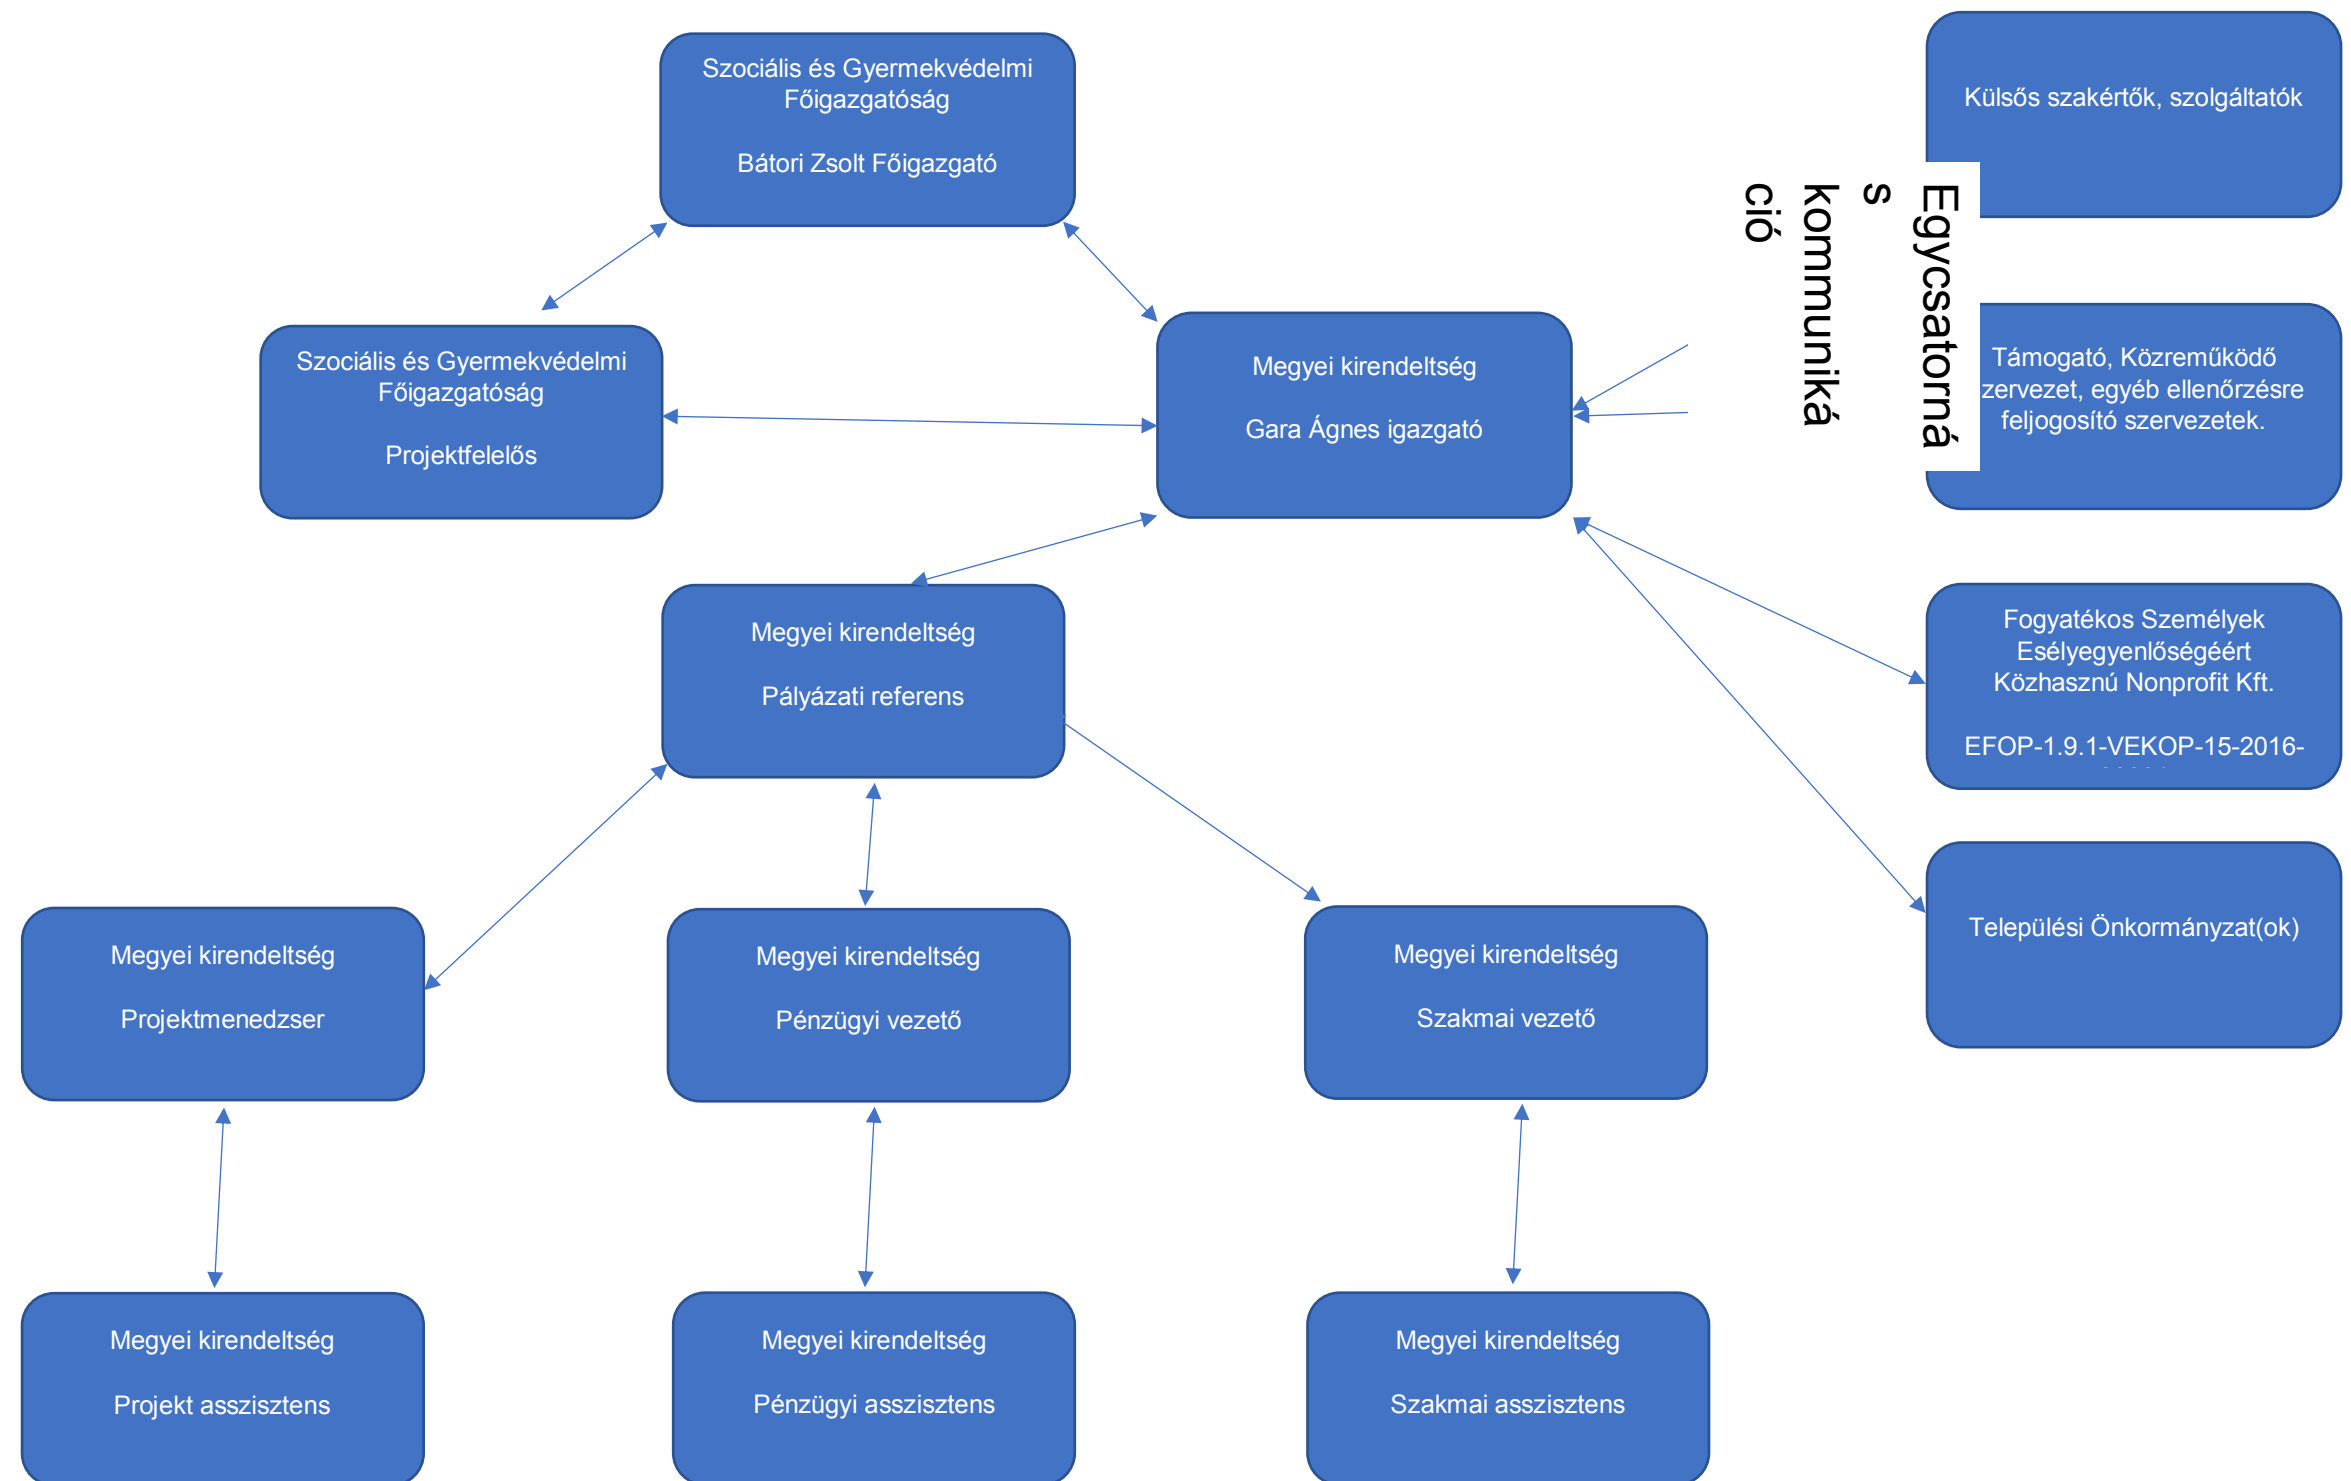 Szociális és Gyermekvédelmi
Főigazgatóság
Bátori Zsolt Főigazgató
Külsős szakértők, szolgáltatók
Egycsatorná
s
kommuniká
ció
Szociális és Gyermekvédelmi
Főigazgatóság
Projektfelelős
Megyei kirendeltség
Gara Ágnes igazgató
Támogató, Közreműködő
zervezet, egyéb ellenőrzésre
feljogosító szervezetek.
Megyei kirendeltség
Pályázati referens
Fogyatékos Személyek
Esélyegyenlőségéért
Közhasznú Nonprofit Kft.
EFOP-1.9.1-VEKOP-15-2016-
Megyei kirendeltség
Projektmenedzser
Megyei kirendeltség
Pénzügyi vezető
Megyei kirendeltség
Szakmai vezető
Települési Önkormányzat(ok)
Megyei kirendeltség
Projekt asszisztens
Megyei kirendeltség
Pénzügyi asszisztens
Megyei kirendeltség
Szakmai asszisztens